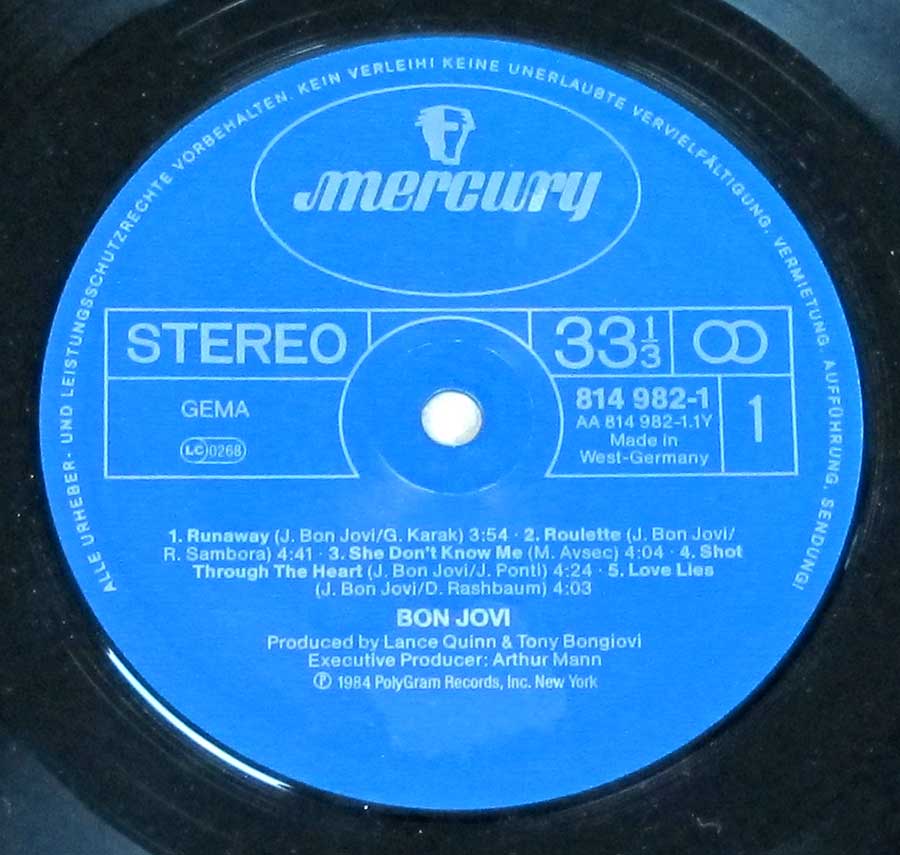 ALLE URHEBER- UND LEISTUNGSSCHUTZRECHTE VORBEHALTEN. KEIN VERLEIH! KEINE UNERLAUBTE VERVIELFÄLTIGUNG, VERMIETUNG, AUFFÜHRUNG, SENDUNG!
mercury
STEREO
33 1/3
GEMA
LC 0268
814 982-1
AA 814 982-1.1Y
Made in
West-Germany
1
1. Runaway (J. Bon Jovi/G. Karak) 3:54 · 2. Roulette (J. Bon Jovi/
R. Sambora) 4:41 · 3. She Don't Know Me (M. Avsec) 4:04 · 4. Shot
Through The Heart (J. Bon Jovi/J. Ponti) 4:24 · 5. Love Lies
(J. Bon Jovi/D. Rashbaum) 4:03
BON JOVI
Produced by Lance Quinn & Tony Bongiovi
Executive Producer: Arthur Mann
℗ 1984 PolyGram Records, Inc. New York